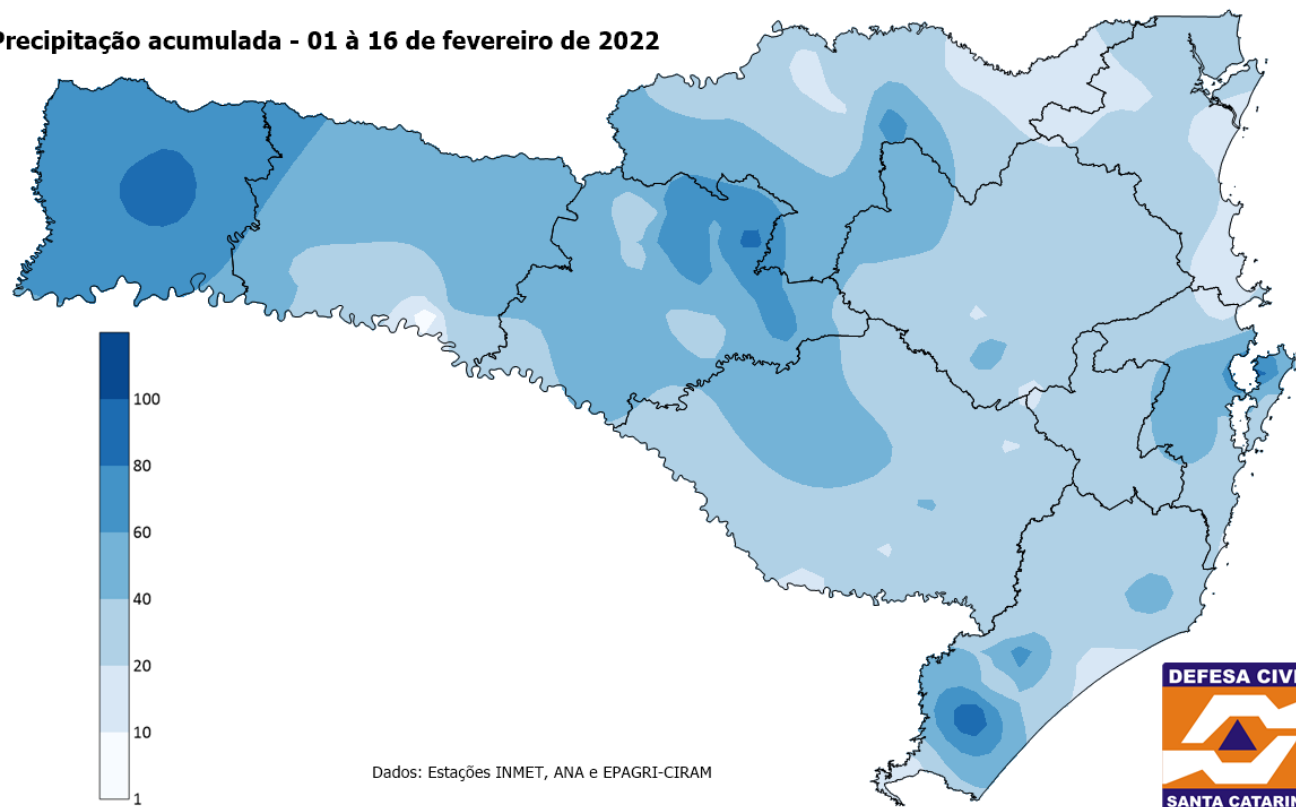 Precipitação acumulada - 01 à 16 de fevereiro de 2022
100
80
60
40
20
10
1
Dados: Estações INMET, ANA e EPAGRI-CIRAM
DEFESA CIVI
SANTA CATARIN